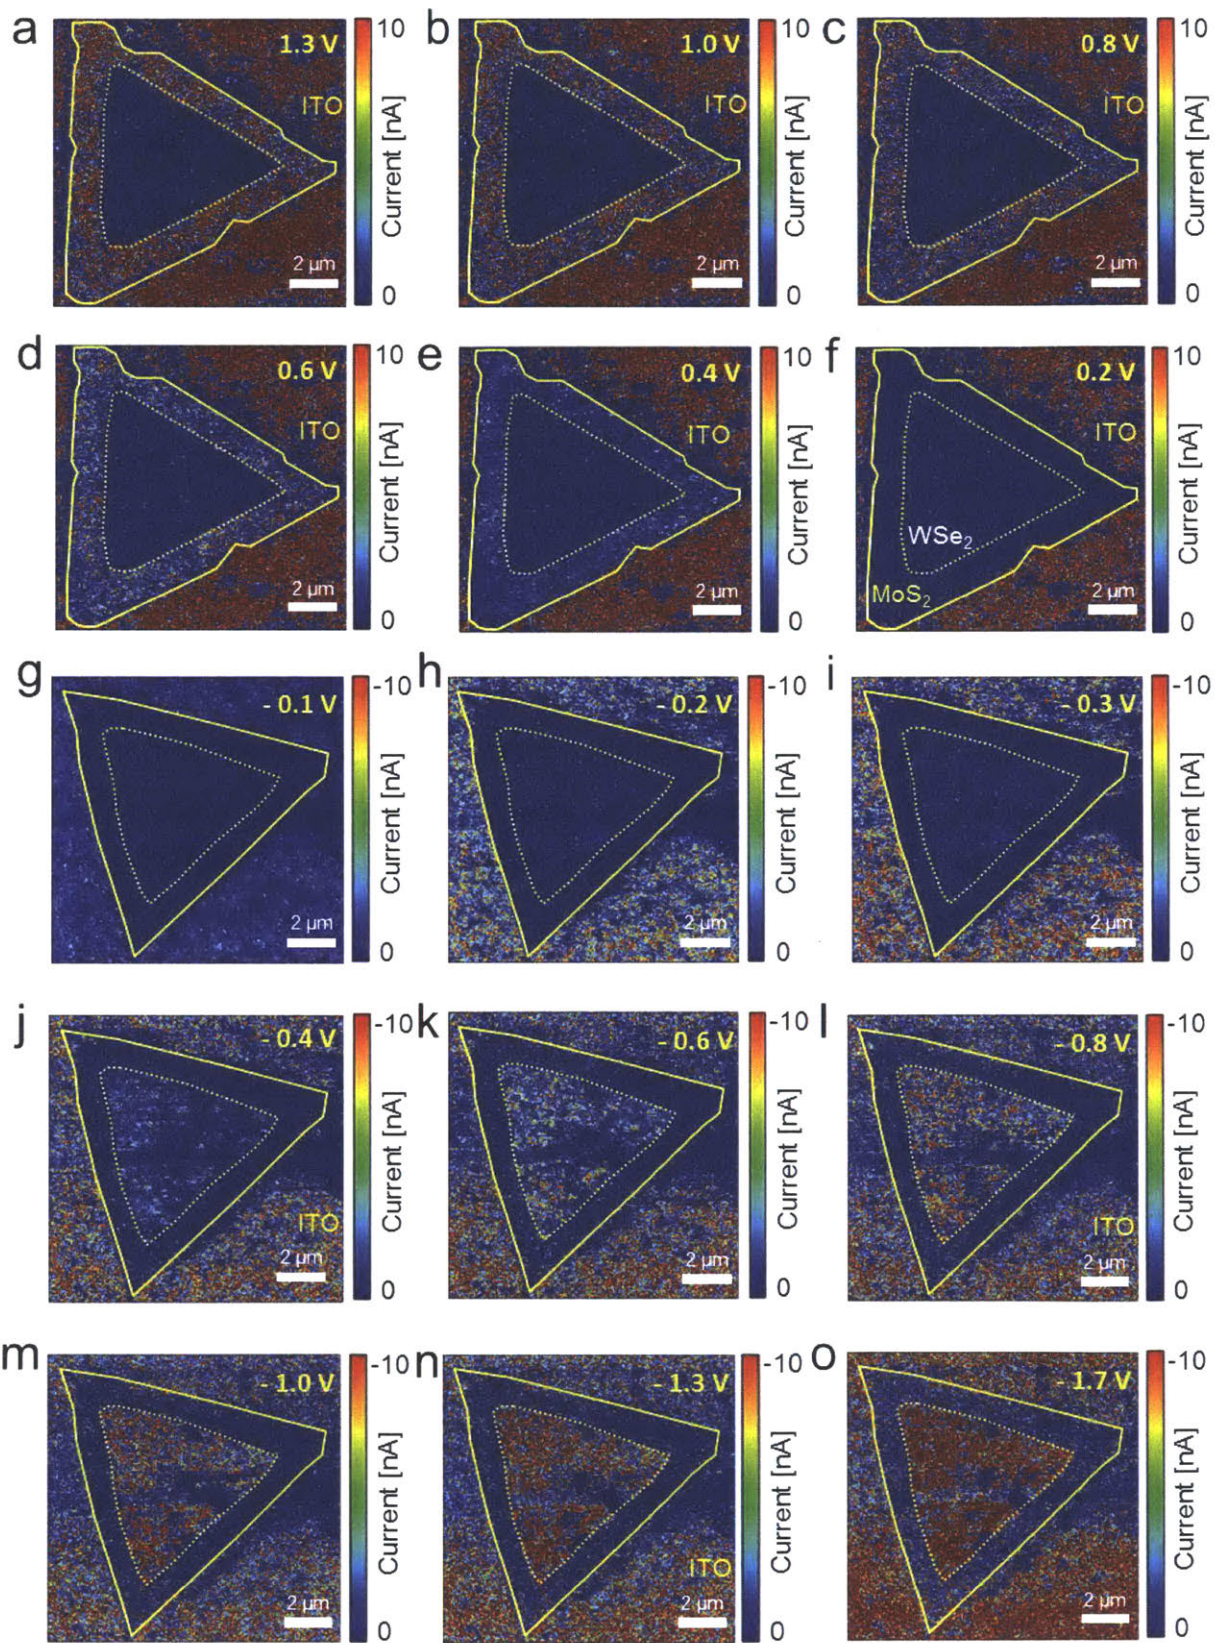 a
1.3 V
ITO
2 µm
10
Current [nA]
0
b
1.0 V
ITO
2 µm
10
Current [nA]
0
c
0.8 V
ITO
2 µm
10
Current [nA]
0
d
0.6 V
ITO
2 µm
10
Current [nA]
0
e
0.4 V
ITO
2 µm
10
Current [nA]
0
f
0.2 V
ITO
WSe₂
MoS₂
2 µm
10
Current [nA]
0
g
- 0.1 V
2 µm
-10
Current [nA]
0
h
- 0.2 V
2 µm
-10
Current [nA]
0
i
- 0.3 V
2 µm
-10
Current [nA]
0
j
- 0.4 V
ITO
2 µm
-10
Current [nA]
0
k
- 0.6 V
2 µm
-10
Current [nA]
0
l
- 0.8 V
ITO
2 µm
-10
Current [nA]
0
m
- 1.0 V
2 µm
-10
Current [nA]
0
n
- 1.3 V
ITO
2 µm
-10
Current [nA]
0
o
- 1.7 V
2 µm
-10
Current [nA]
0